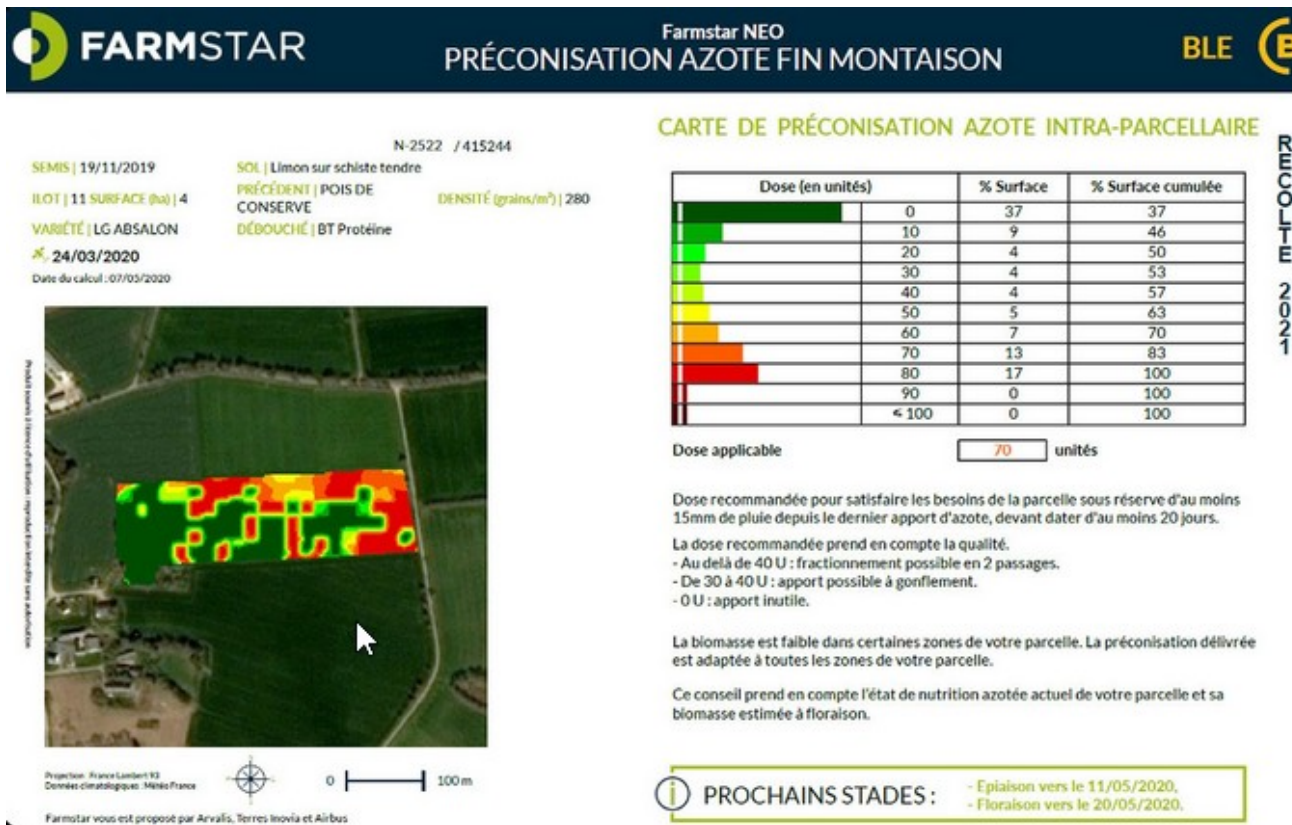 FARMSTAR
Farmstar NEO
PRÉCONISATION AZOTE FIN MONTAISON
BLE
N-2522 / 415244
SEMIS | 19/11/2019
SOL | Limon sur schiste tendre
ILOT | 11 SURFACE (ha) | 4
PRÉCÉDENT | POIS DE
CONSERVE
DENSITÉ (grains/m²) | 280
VARIÉTÉ | LG ABSALON
DÉBOUCHÉ | BT Protéine
24/03/2020
Date du calcul : 07/05/2020
Produit soumis à licence d'utilisation - reproduction interdite sans autorisation
Projection : France Lambert 93
Données climatologiques : Météo France
0 100 m
Farmstar vous est proposé par Arvalis, Terres Inovia et Airbus
CARTE DE PRÉCONISATION AZOTE INTRA-PARCELLAIRE
Dose (en unités) % Surface % Surface cumulée
0 37 37
10 9 46
20 4 50
30 4 53
40 4 57
50 5 63
60 7 70
70 13 83
80 17 100
90 0 100
⩽ 100 0 100
Dose applicable 70 unités
Dose recommandée pour satisfaire les besoins de la parcelle sous réserve d'au moins
15mm de pluie depuis le dernier apport d'azote, devant dater d'au moins 20 jours.
La dose recommandée prend en compte la qualité.
- Au delà de 40 U : fractionnement possible en 2 passages.
- De 30 à 40 U : apport possible à gonflement.
- 0 U : apport inutile.
La biomasse est faible dans certaines zones de votre parcelle. La préconisation délivrée
est adaptée à toutes les zones de votre parcelle.
Ce conseil prend en compte l'état de nutrition azotée actuel de votre parcelle et sa
biomasse estimée à floraison.
i PROCHAINS STADES :
- Epiaison vers le 11/05/2020,
- Floraison vers le 20/05/2020.
RECOLTE 2021